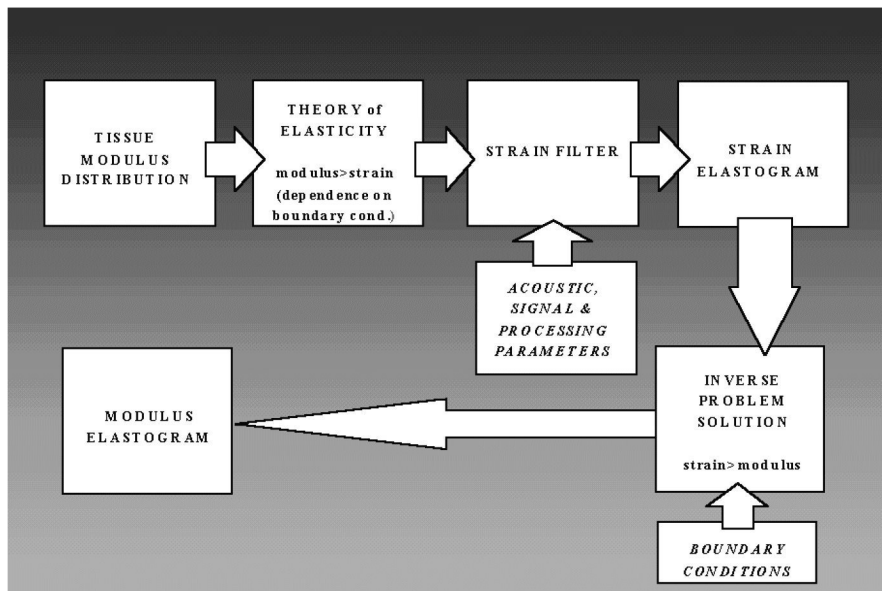 TISSUE
MODULUS
DISTRIBUTION
THEORY of
ELASTICITY
modulus>strain
(dependence on
boundary cond.)
STRAIN FILTER
STRAIN
ELASTOGRAM
ACOUSTIC,
SIGNAL &
PROCESSING
PARAMETERS
INVERSE
PROBLEM
SOLUTION
strain>modulus
MODULUS
ELASTOGRAM
BOUNDARY
CONDITIONS